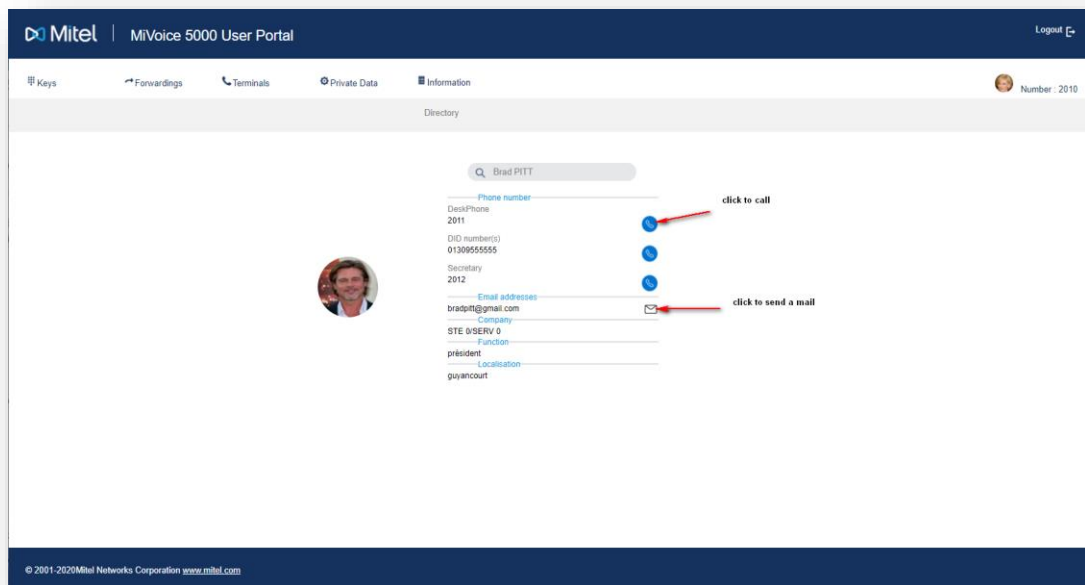 Mitel MiVoice 5000 User Portal Logout
Keys Forwardings Terminals Private Data Information Number : 2010
Directory
Brad PITT
Phone number
click to call
DeskPhone
2011
DID number(s)
01309555555
Secretary
2012
Email addresses
bradpitt@gmail.com
click to send a mail
Company
STE 0/SERV 0
Function
président
Localisation
guyancourt
© 2001-2020Mitel Networks Corporation www.mitel.com